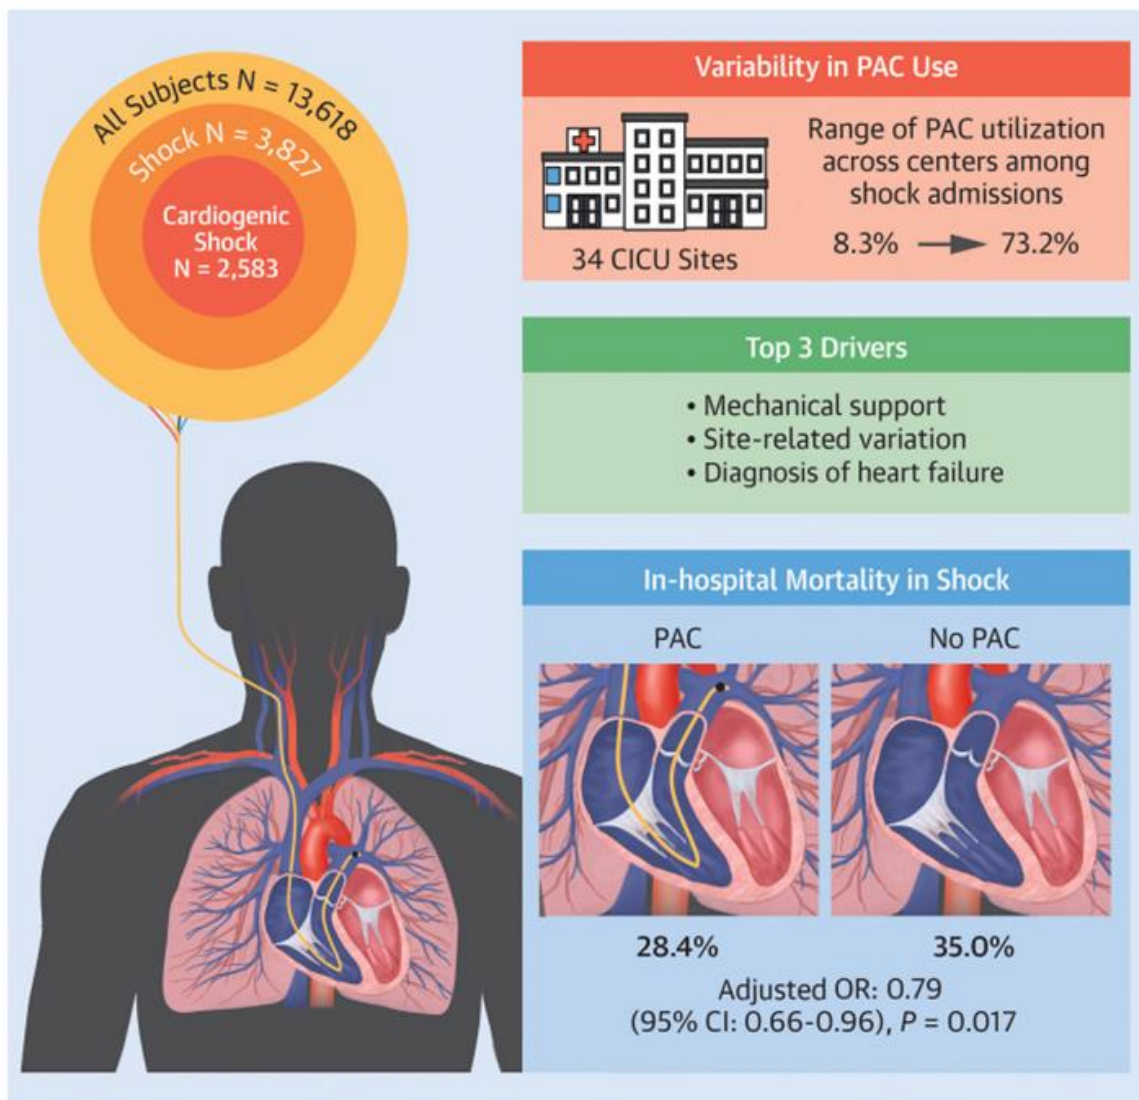 All Subjects N = 13,618
Shock N = 3,827
Cardiogenic
Shock
N = 2,583
Variability in PAC Use
34 CICU Sites
Range of PAC utilization
across centers among
shock admissions
8.3% → 73.2%
Top 3 Drivers
• Mechanical support
• Site-related variation
• Diagnosis of heart failure
In-hospital Mortality in Shock
PAC
No PAC
28.4%
35.0%
Adjusted OR: 0.79
(95% CI: 0.66-0.96), P = 0.017